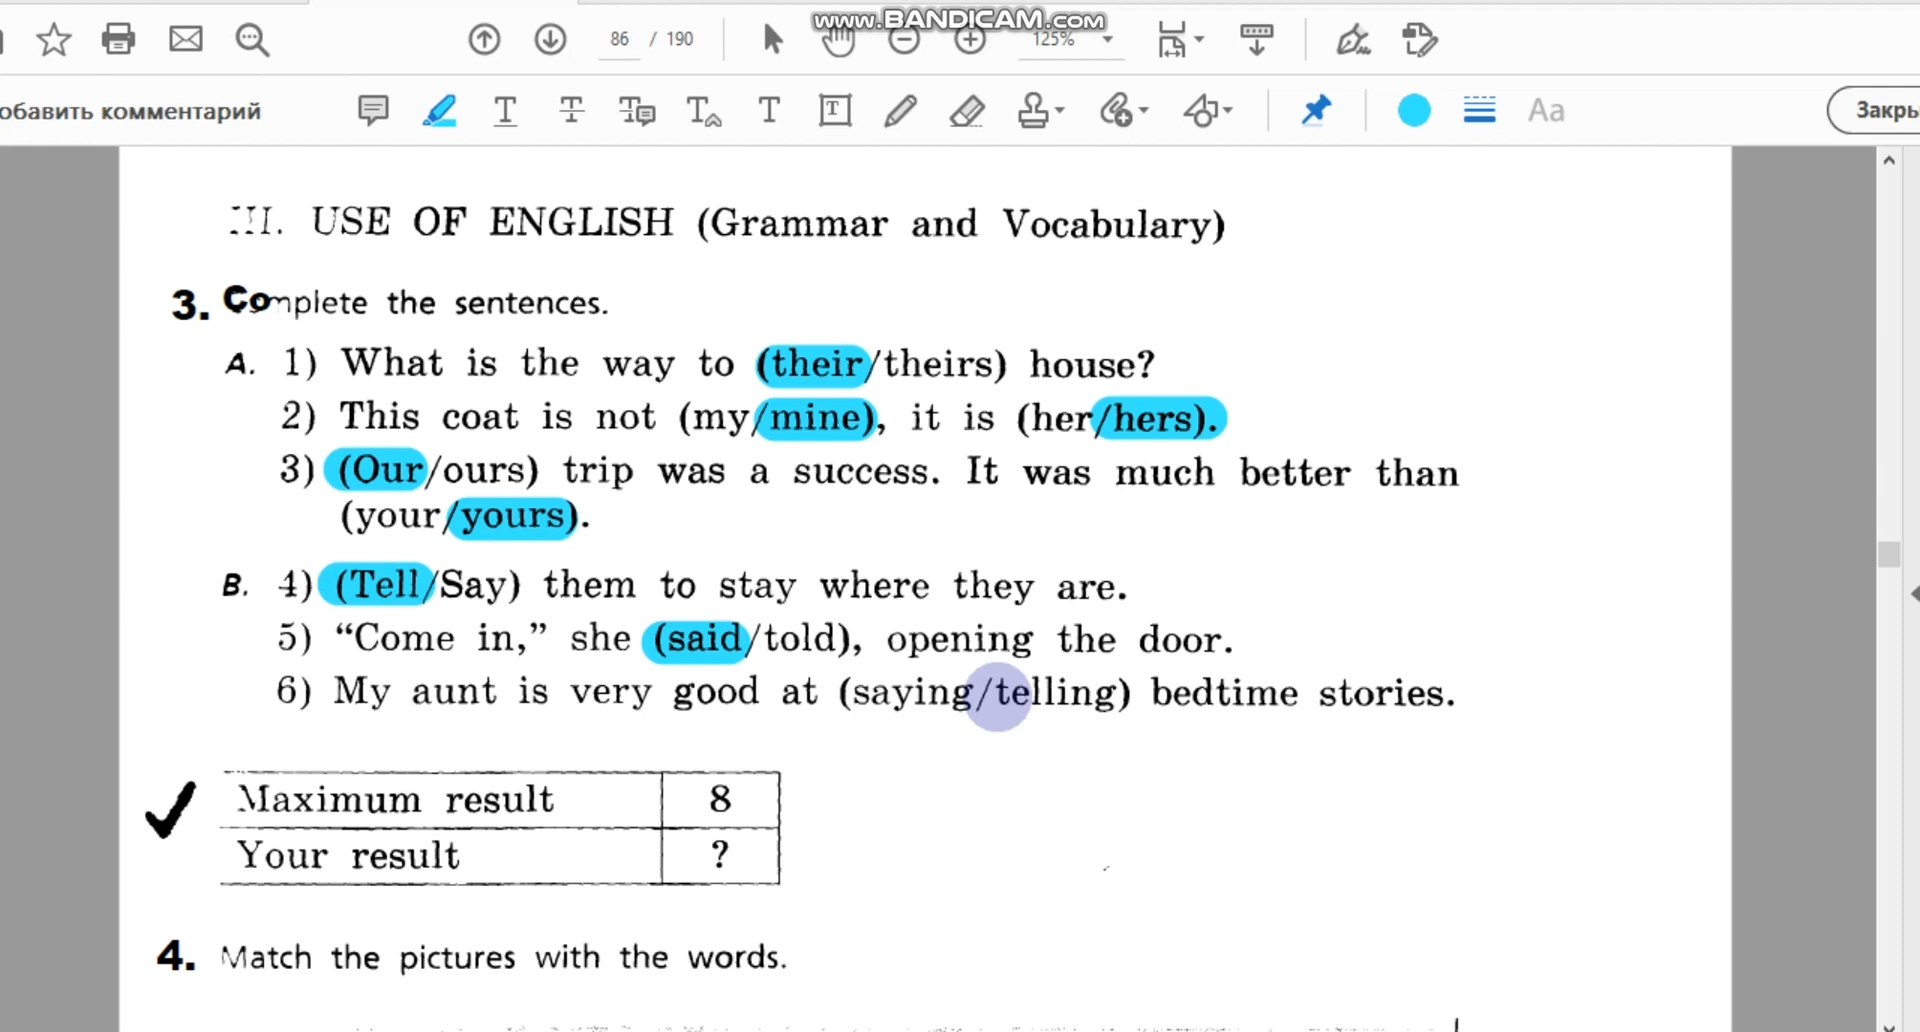 www.BANDICAM.com
86 / 190
125%
обавить комментарий
Aa
Закры
III. USE OF ENGLISH (Grammar and Vocabulary)
3. Complete the sentences.
A. 1) What is the way to (their/theirs) house?
2) This coat is not (my/mine), it is (her/hers).
3) (Our/ours) trip was a success. It was much better than
(your/yours).
B. 4) (Tell/Say) them to stay where they are.
5) “Come in,” she (said/told), opening the door.
6) My aunt is very good at (saying/telling) bedtime stories.
Maximum result 8
Your result ?
4. Match the pictures with the words.